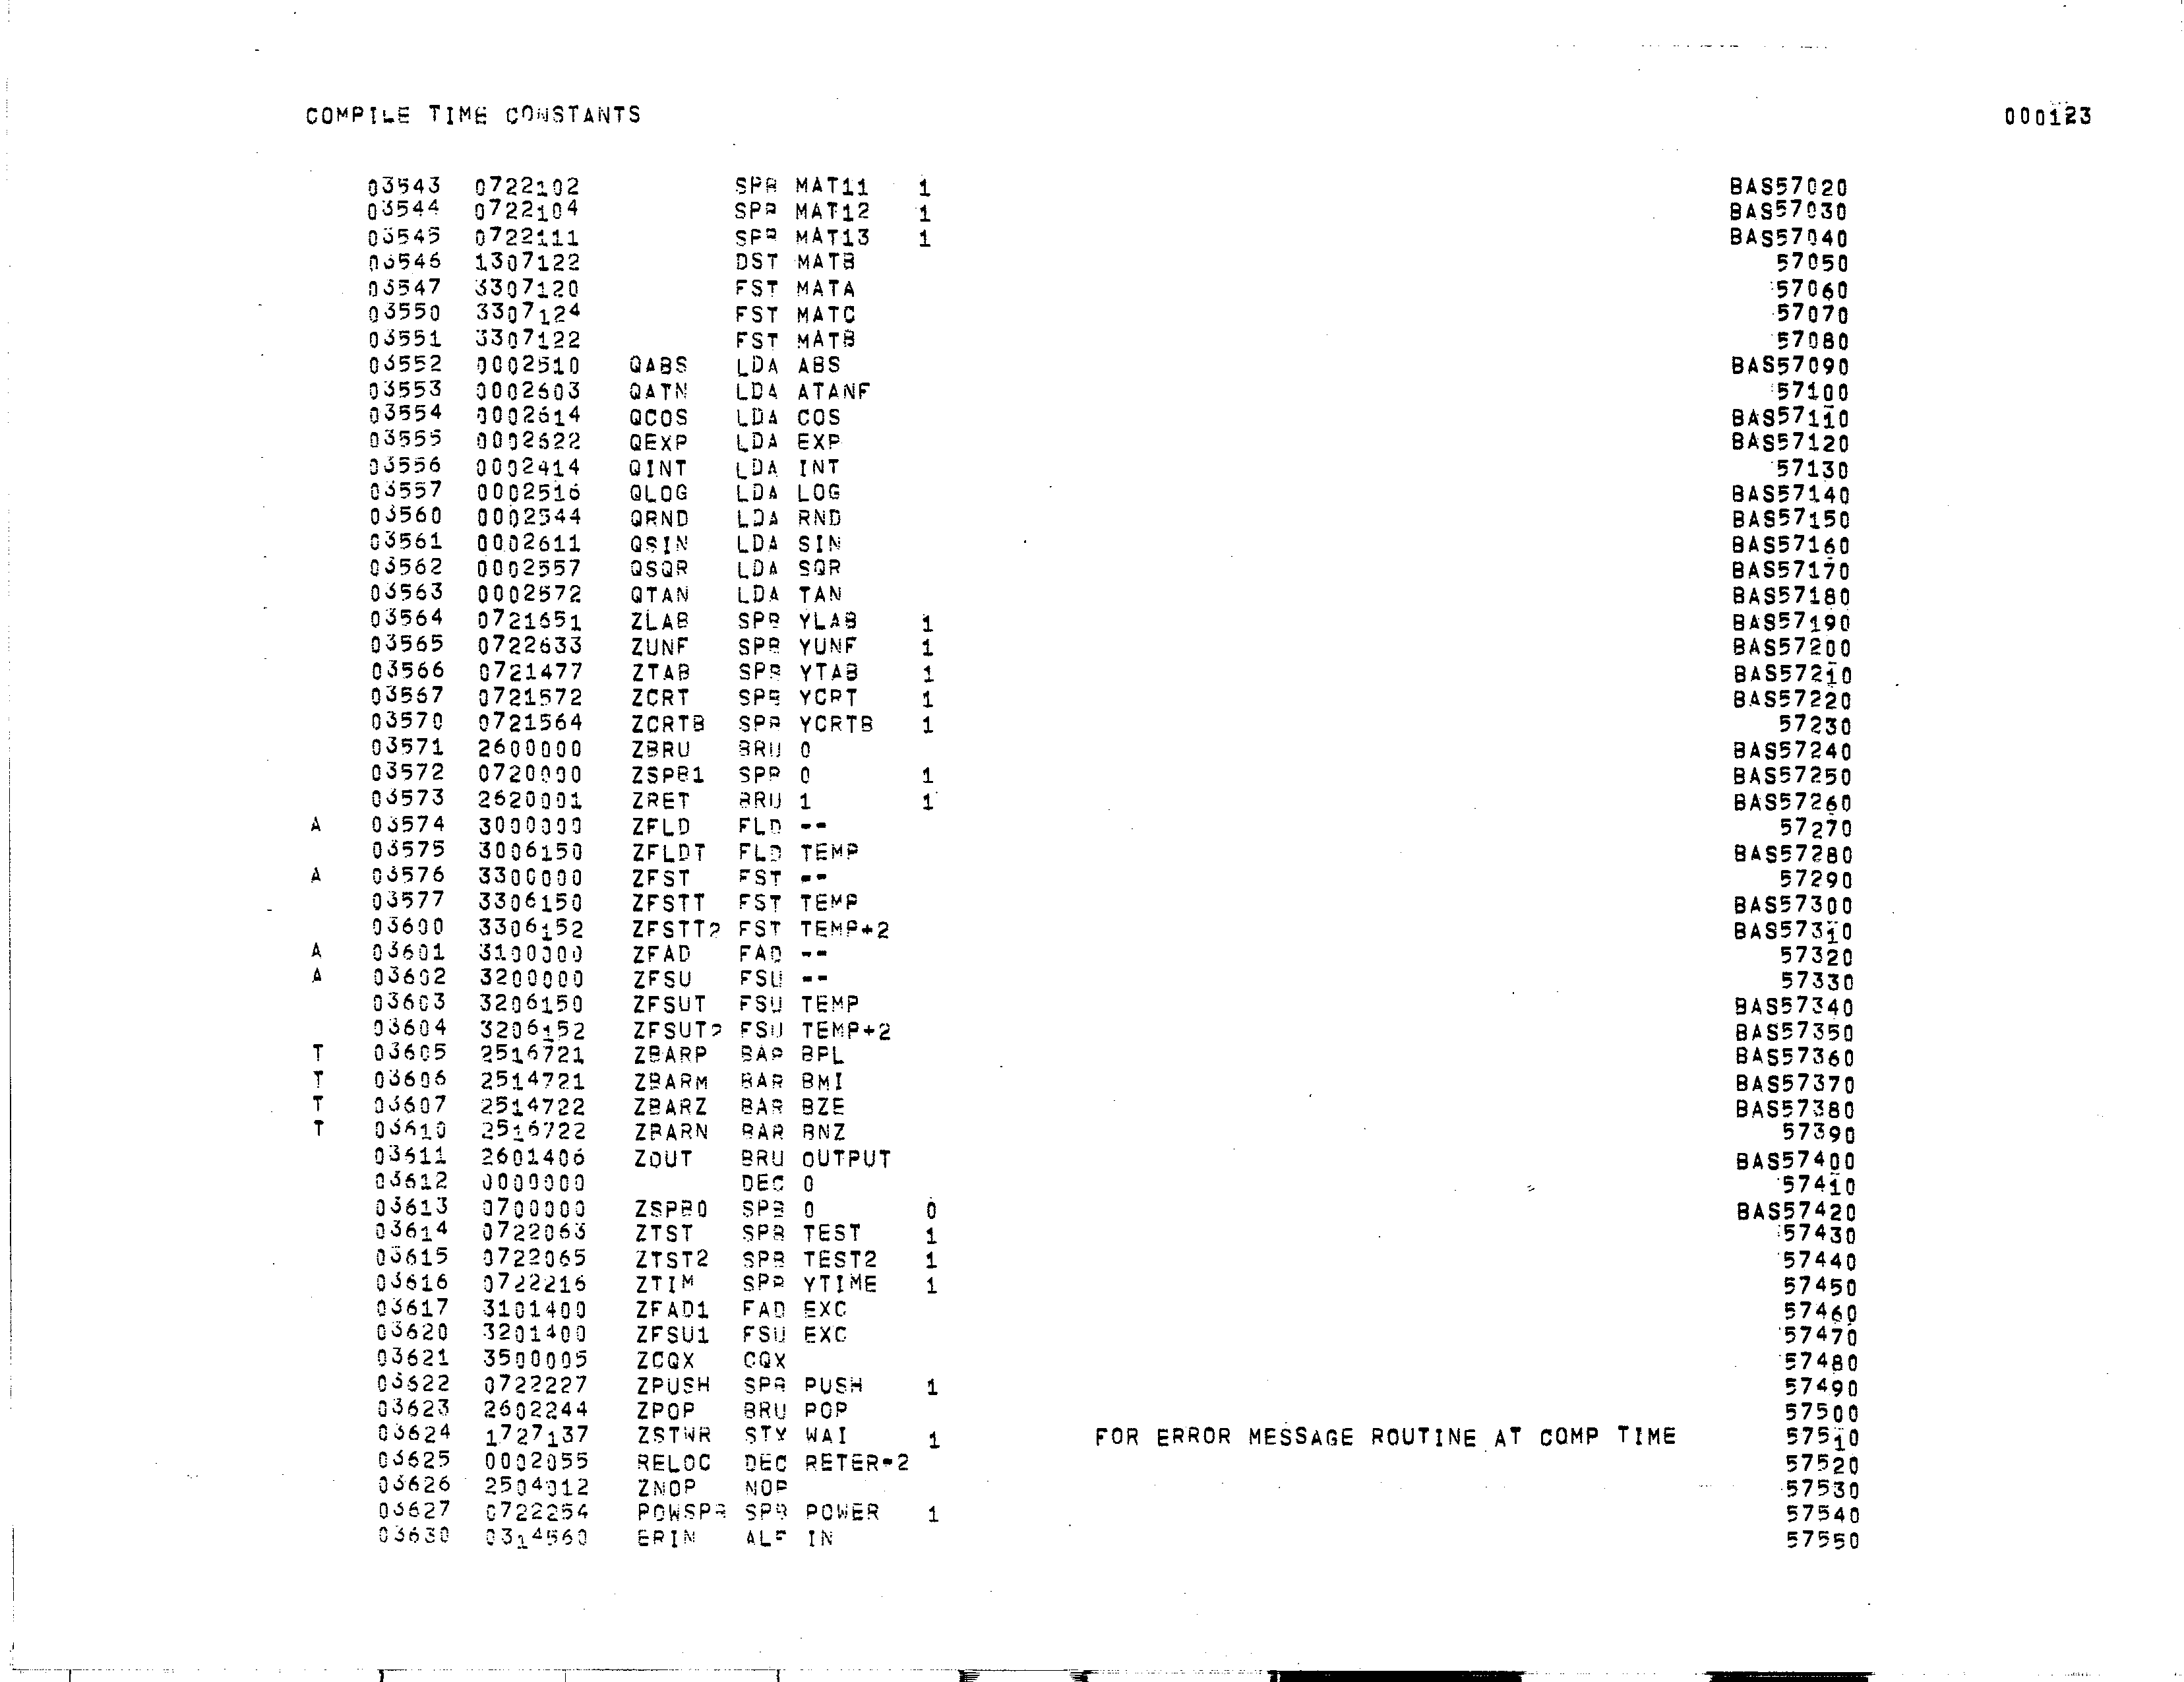 COMPILE TIME CONSTANTS 000123
03543 0722102 SPB MAT11 1 BAS57020
03544 0722104 SPB MAT12 1 BAS57030
03545 0722111 SPB MAT13 1 BAS57040
03546 1307122 DST MATB 57050
03547 3307120 FST MATA 57060
03550 3307124 FST MATC 57070
03551 3307122 FST MATB 57080
03552 0002510 QABS LDA ABS BAS57090
03553 0002603 QATN LDA ATANF 57100
03554 0002614 QCOS LDA COS BAS57110
03555 0002622 QEXP LDA EXP BAS57120
03556 0002414 QINT LDA INT 57130
03557 0002516 QLOG LDA LOG BAS57140
03560 0002544 QRND LDA RND BAS57150
03561 0002611 QSIN LDA SIN BAS57160
03562 0002557 QSQR LDA SQR BAS57170
03563 0002572 QTAN LDA TAN BAS57180
03564 0721651 ZLAB SPB YLAB 1 BAS57190
03565 0722633 ZUNF SPB YUNF 1 BAS57200
03566 0721477 ZTAB SPB YTAB 1 BAS57210
03567 0721572 ZCRT SPB YCRT 1 BAS57220
03570 0721564 ZCRTB SPB YCRTB 1 57230
03571 2600000 ZBRU BRU 0 BAS57240
03572 0720000 ZSPB1 SPB 0 1 BAS57250
03573 2620001 ZRET BRU 1 1 BAS57260
A 03574 3000000 ZFLD FLD -- 57270
03575 3006150 ZFLDT FLD TEMP BAS57280
A 03576 3300000 ZFST FST -- 57290
03577 3306150 ZFSTT FST TEMP BAS57300
03600 3306152 ZFSTT2 FST TEMP+2 BAS57310
A 03601 3100000 ZFAD FAD -- 57320
A 03602 3200000 ZFSU FSU -- 57330
03603 3206150 ZFSUT FSU TEMP BAS57340
03604 3206152 ZFSUT2 FSU TEMP+2 BAS57350
T 03605 2516721 ZBARP BAR BPL BAS57360
T 03606 2514721 ZBARM BAR BMI BAS57370
T 03607 2514722 ZBARZ BAR BZE BAS57380
T 03610 2516722 ZBARN BAR BNZ 57390
03611 2601406 ZOUT BRU OUTPUT BAS57400
03612 0000000 DEC 0 57410
03613 0700000 ZSPB0 SPB 0 0 BAS57420
03614 0722063 ZTST SPB TEST 1 57430
03615 0722065 ZTST2 SPB TEST2 1 57440
03616 0722216 ZTIM SPB YTIME 1 57450
03617 3101400 ZFAD1 FAD EXC 57460
03620 3201400 ZFSU1 FSU EXC 57470
03621 3500005 ZCQX CQX 57480
03622 0722227 ZPUSH SPB PUSH 1 57490
03623 2602244 ZPOP BRU POP 57500
03624 1727137 ZSTWR STX WAI 1 FOR ERROR MESSAGE ROUTINE AT COMP TIME 57510
03625 0002055 RELOC DEC RETER-2 57520
03626 2504012 ZNOP NOP 57530
03627 0722254 POWSPB SPB POWER 1 57540
03630 0314560 ERIN ALF IN 57550